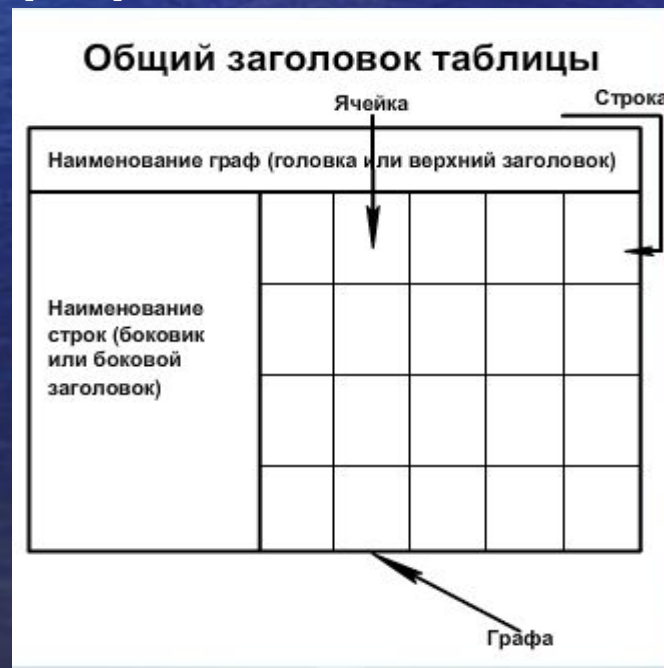 Общий заголовок таблицы
Ячейка
Строка
Наименование граф (головка или верхний заголовок)
Наименование
строк (боковик
или боковой
заголовок)
Графа